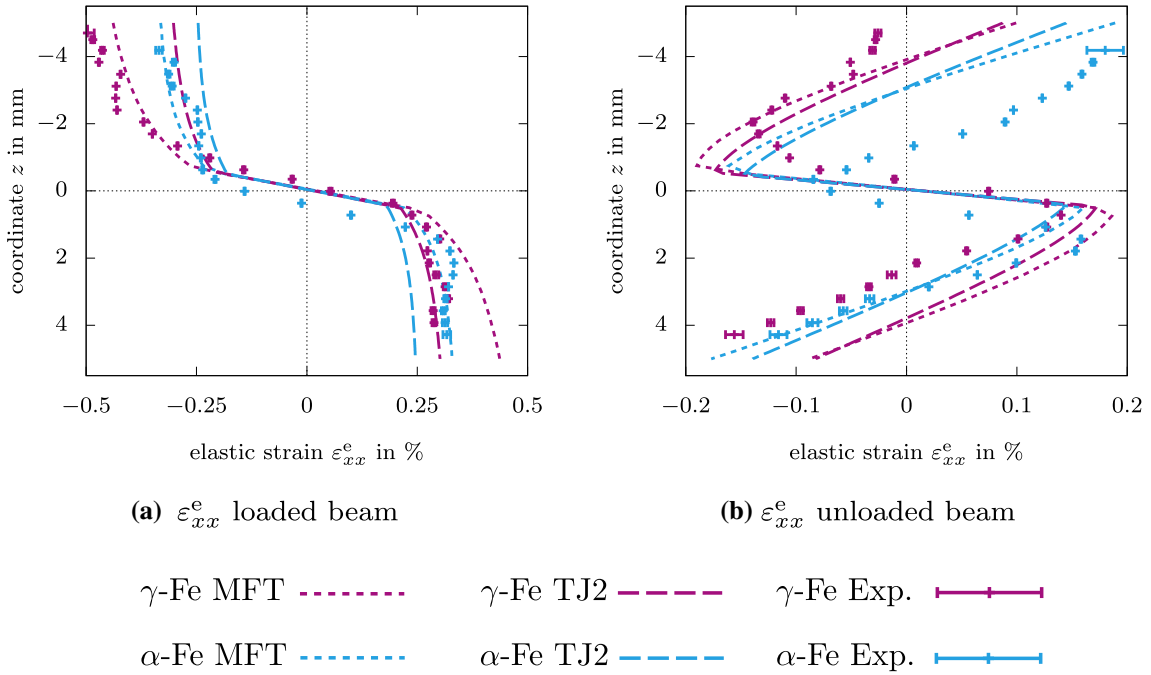 −4
−2
0
2
4
coordinate z in mm
−0.5 −0.25 0 0.25 0.5
elastic strain εᵉxx in %
(a) εᵉxx loaded beam
−4
−2
0
2
4
coordinate z in mm
−0.2 −0.1 0 0.1 0.2
elastic strain εᵉxx in %
(b) εᵉxx unloaded beam
γ-Fe MFT γ-Fe TJ2 γ-Fe Exp.
α-Fe MFT α-Fe TJ2 α-Fe Exp.